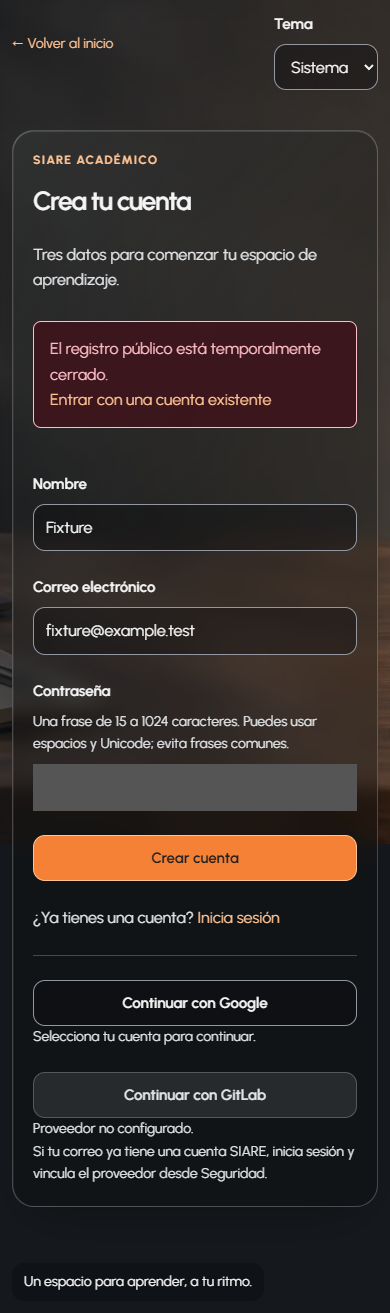 ← Volver al inicio
Tema
Sistema
SIARE ACADÉMICO
Crea tu cuenta
Tres datos para comenzar tu espacio de
aprendizaje.
El registro público está temporalmente
cerrado.
Entrar con una cuenta existente
Nombre
Fixture
Correo electrónico
fixture@example.test
Contraseña
Una frase de 15 a 1024 caracteres. Puedes usar
espacios y Unicode; evita frases comunes.
Crear cuenta
¿Ya tienes una cuenta? Inicia sesión
Continuar con Google
Selecciona tu cuenta para continuar.
Continuar con GitLab
Proveedor no configurado.
Si tu correo ya tiene una cuenta SIARE, inicia sesión y
vincula el proveedor desde Seguridad.
Un espacio para aprender, a tu ritmo.